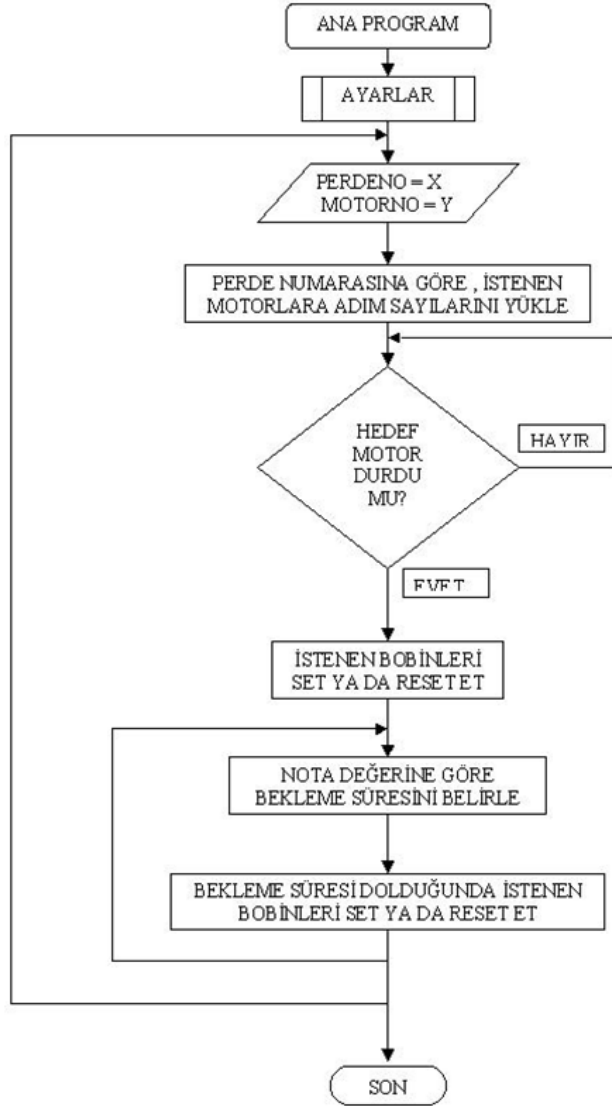 ANA PROGRAM
AYARLAR
PERDENO = X
MOTORNO = Y
PERDE NUMARASINA GÖRE , İSTENEN
MOTORLARA ADIM SAYILARINI YÜKLE
HEDEF
MOTOR
DURDU
MU?
HAYIR
EVET
İSTENEN BOBİNLERİ
SET YA DA RESET ET
NOTA DEĞERİNE GÖRE
BEKLEME SÜRESİNİ BELİRLE
BEKLEME SÜRESİ DOLDUĞUNDA İSTENEN
BOBİNLERİ SET YA DA RESET ET
SON